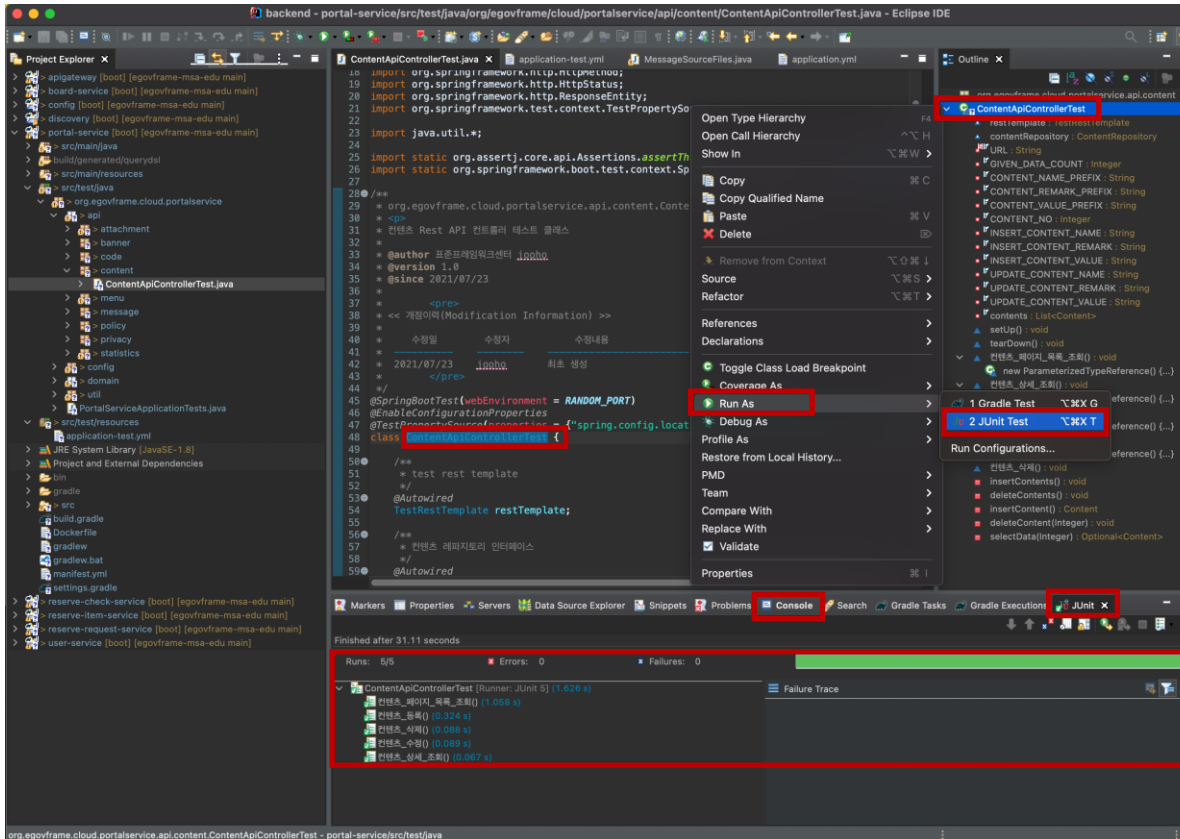 backend - portal-service/src/test/java/org/egovframe/cloud/portalservice/api/content/ContentApiControllerTest.java - Eclipse IDE
Project Explorer
> apigateway [boot] [egovframe-msa-edu main]
> board-service [boot] [egovframe-msa-edu main]
> config [boot] [egovframe-msa-edu main]
> discovery [boot] [egovframe-msa-edu main]
> portal-service [boot] [egovframe-msa-edu main]
> src/main/java
build/generated/querydsl
> src/main/resources
> src/test/java
> org.egovframe.cloud.portalservice
> api
> attachment
> banner
> code
> content
> ContentApiControllerTest.java
> menu
> message
> policy
> privacy
> statistics
> config
> domain
> util
> PortalServiceApplicationTests.java
> src/test/resources
application-test.yml
JRE System Library [JavaSE-1.8]
Project and External Dependencies
> bin
> gradle
> src
build.gradle
Dockerfile
gradlew
gradlew.bat
manifest.yml
settings.gradle
> reserve-check-service [boot] [egovframe-msa-edu main]
> reserve-item-service [boot] [egovframe-msa-edu main]
> reserve-request-service [boot] [egovframe-msa-edu main]
> user-service [boot] [egovframe-msa-edu main]
ContentApiControllerTest.java application-test.yml MessageSourceFiles.java application.yml
18 import org.springframework.http.HttpMethod;
19 import org.springframework.http.HttpStatus;
20 import org.springframework.http.ResponseEntity;
21 import org.springframework.test.context.TestPropertySo
22
23 import java.util.*;
24
25 import static org.assertj.core.api.Assertions.assertTh
26 import static org.springframework.boot.test.context.Sp
27
28 /**
29 * org.egovframe.cloud.portalservice.api.content.Conte
30 * <p>
31 * 컨텐츠 Rest API 컨트롤러 테스트 클래스
32 *
33 * @author 표준프레임워크센터 jooho
34 * @version 1.0
35 * @since 2021/07/23
36 *
37 * <pre>
38 * << 개정이력(Modification Information) >>
39 *
40 * 수정일 수정자 수정내용
41 * ---------- -------- ---------------------------
42 * 2021/07/23 jooho 최초 생성
43 * </pre>
44 */
45 @SpringBootTest(webEnvironment = RANDOM_PORT)
46 @EnableConfigurationProperties
47 @TestPropertySource(properties = {"spring.config.locat
48 class ContentApiControllerTest {
49
50 /**
51 * test rest template
52 */
53 @Autowired
54 TestRestTemplate restTemplate;
55
56 /**
57 * 컨텐츠 레파지토리 인터페이스
58 */
59 @Autowired
Open Type Hierarchy F4
Open Call Hierarchy ^⌥H
Show In ⌥⌘W >
Copy ⌘C
Copy Qualified Name
Paste ⌘V
Delete ⌦
Remove from Context ⌥⇧⌘↓
Source ⌥⌘S >
Refactor ⌥⌘T >
References >
Declarations >
Toggle Class Load Breakpoint
Coverage As >
Run As >
Debug As >
Profile As >
Restore from Local History...
PMD >
Team >
Compare With >
Replace With >
Validate
Properties ⌘I
1 Gradle Test ⌥⌘X G
2 JUnit Test ⌥⌘X T
Run Configurations...
Outline
org.egovframe.cloud.portalservice.api.content
ContentApiControllerTest
restTemplate : TestRestTemplate
contentRepository : ContentRepository
URL : String
GIVEN_DATA_COUNT : Integer
CONTENT_NAME_PREFIX : String
CONTENT_REMARK_PREFIX : String
CONTENT_VALUE_PREFIX : String
CONTENT_NO : Integer
INSERT_CONTENT_NAME : String
INSERT_CONTENT_REMARK : String
INSERT_CONTENT_VALUE : String
UPDATE_CONTENT_NAME : String
UPDATE_CONTENT_REMARK : String
UPDATE_CONTENT_VALUE : String
contents : List<Content>
setUp() : void
tearDown() : void
컨텐츠_페이지_목록_조회() : void
new ParameterizedTypeReference() {...}
컨텐츠_상세_조회() : void
eference() {...}
eference() {...}
eference() {...}
컨텐츠_삭제() : void
insertContents() : void
deleteContents() : void
insertContent() : Content
deleteContent(Integer) : void
selectData(Integer) : Optional<Content>
Markers Properties Servers Data Source Explorer Snippets Problems Console Search Gradle Tasks Gradle Executions JUnit
Finished after 31.11 seconds
Runs: 5/5 Errors: 0 Failures: 0
ContentApiControllerTest [Runner: JUnit 5] (1.626 s)
컨텐츠_페이지_목록_조회() (1.058 s)
컨텐츠_등록() (0.324 s)
컨텐츠_삭제() (0.088 s)
컨텐츠_수정() (0.089 s)
컨텐츠_상세_조회() (0.067 s)
Failure Trace
org.egovframe.cloud.portalservice.api.content.ContentApiControllerTest - portal-service/src/test/java